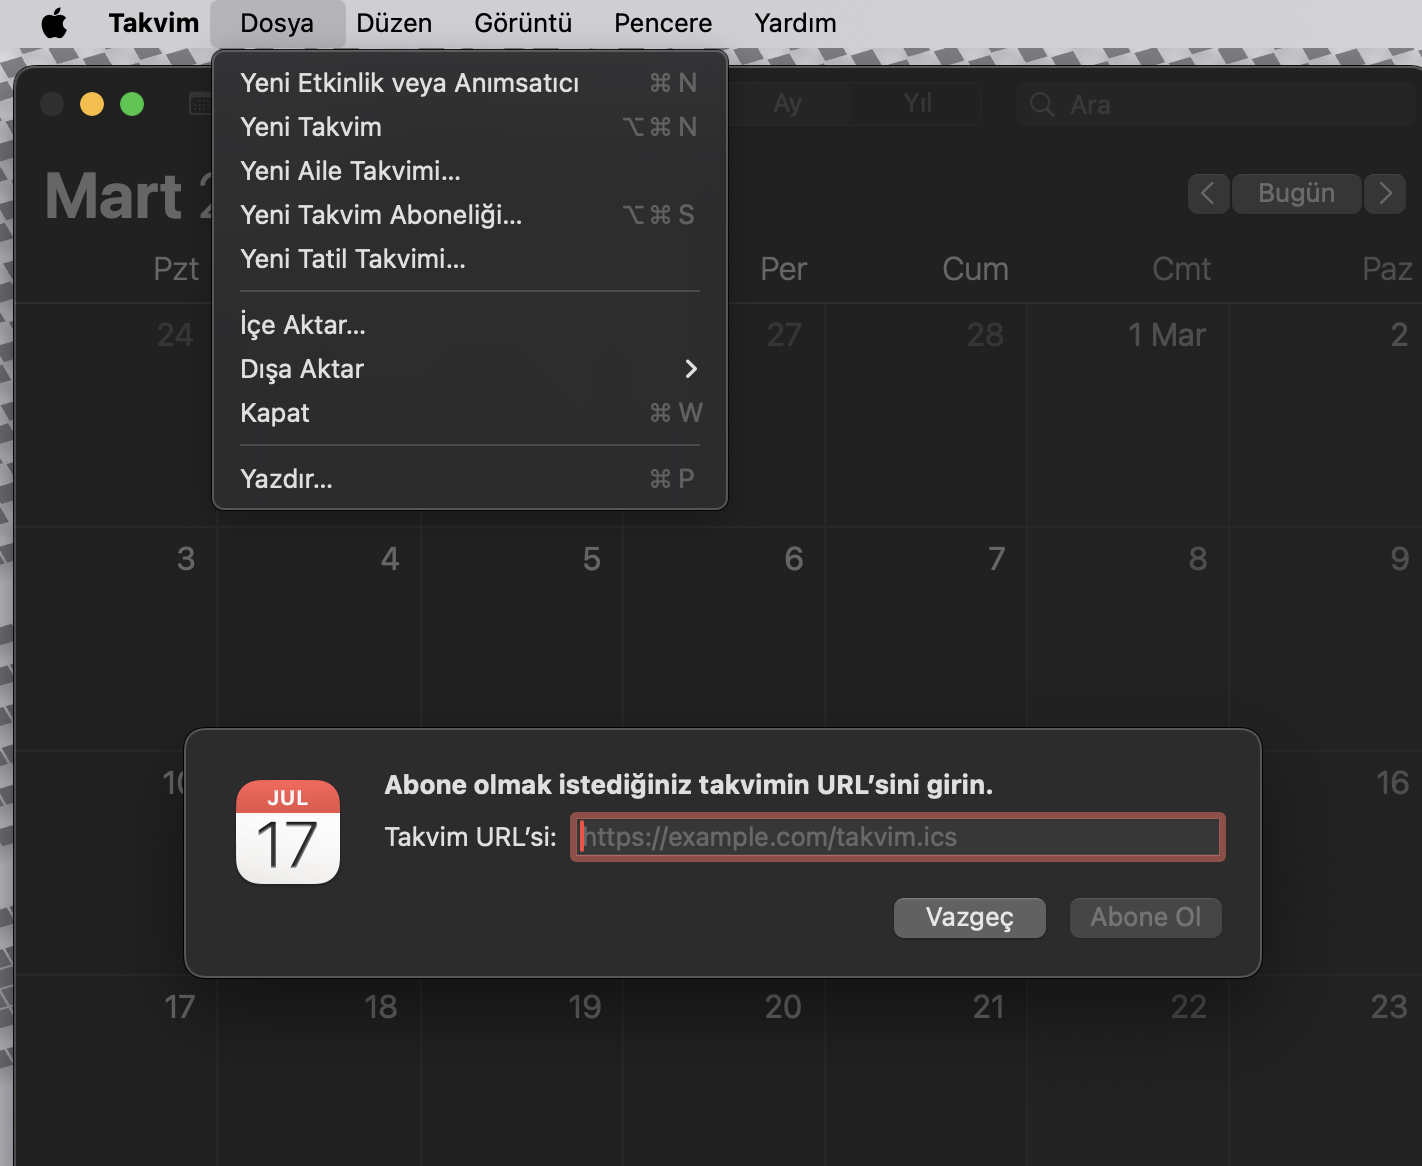 Takvim Dosya Düzen Görüntü Pencere Yardım
Yeni Etkinlik veya Anımsatıcı ⌘ N
Yeni Takvim ⌥ ⌘ N
Yeni Aile Takvimi...
Yeni Takvim Aboneliği... ⌥ ⌘ S
Yeni Tatil Takvimi...
İçe Aktar...
Dışa Aktar
Kapat ⌘ W
Yazdır... ⌘ P
Ay Yıl Ara
Mart
Bugün
Pzt Per Cum Cmt Paz
24 27 28 1 Mar 2
3 4 5 6 7 8 9
16
JUL
17
Abone olmak istediğiniz takvimin URL’sini girin.
Takvim URL’si: https://example.com/takvim.ics
Vazgeç Abone Ol
17 18 19 20 21 22 23